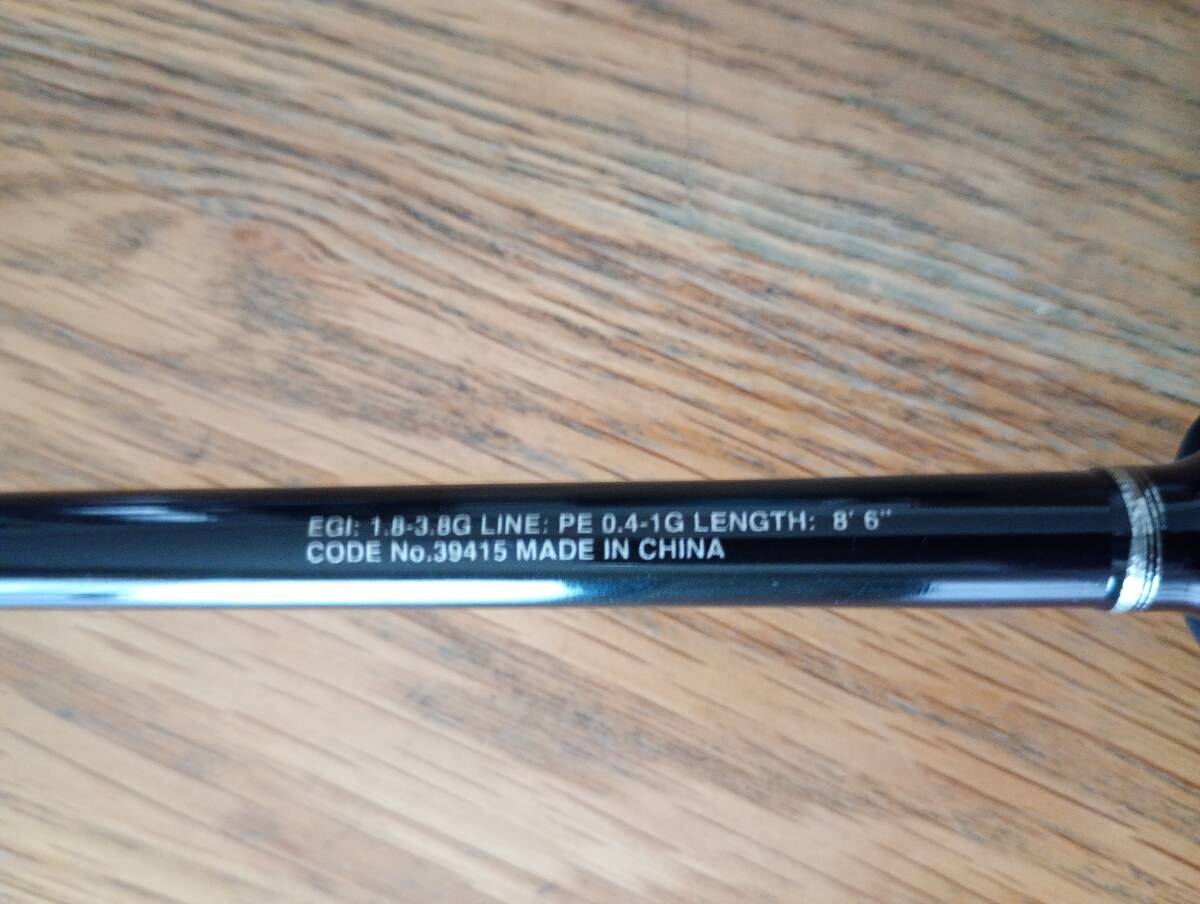 EGI: 1.8-3.8G LINE: PE 0.4-1G LENGTH: 8' 6"
CODE No.39415 MADE IN CHINA